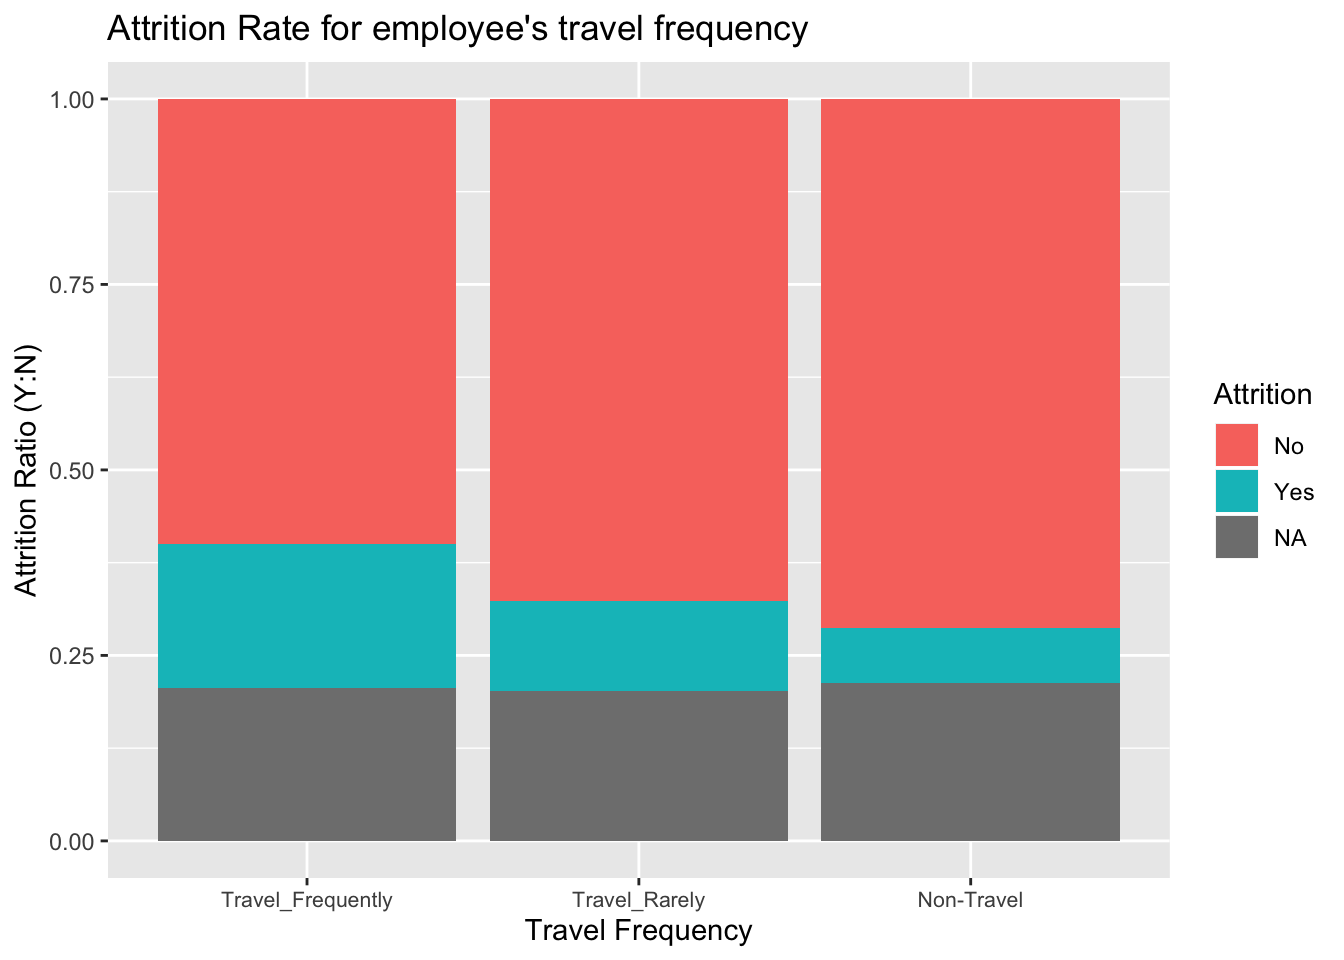 Attrition Rate for employee's travel frequency
Attrition Ratio (Y:N)
1.00
0.75
0.50
0.25
0.00
Travel_Frequently
Travel_Rarely
Non-Travel
Travel Frequency
Attrition
No
Yes
NA